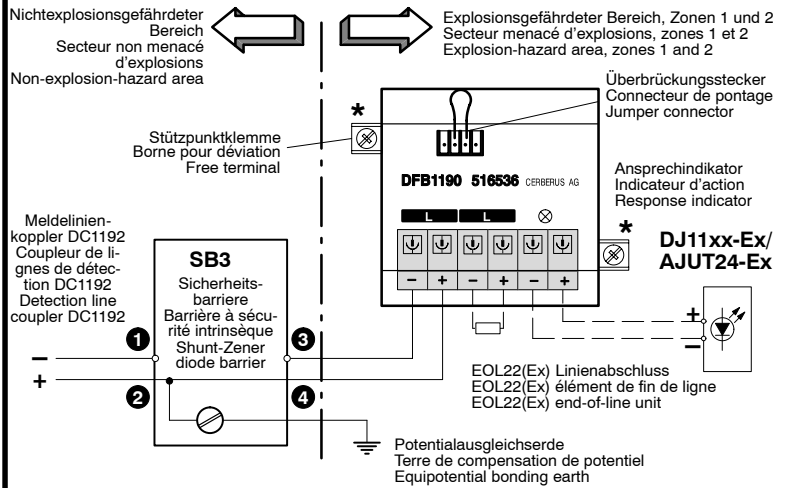 Nichtexplosionsgefährdeter
Bereich
Secteur non menacé
d'explosions
Non-explosion-hazard area
Explosionsgefährdeter Bereich, Zonen 1 und 2
Secteur menacé d'explosions, zones 1 et 2
Explosion-hazard area, zones 1 and 2
Überbrückungsstecker
Connecteur de pontage
Jumper connector
*
Stützpunktklemme
Borne pour déviation
Free terminal
DFB1190 516536 CERBERUS AG
Ansprechindikator
Indicateur d'action
Response indicator
L L
*
DJ11xx-Ex/
AJUT24-Ex
Meldelinien-
koppler DC1192
Coupleur de li-
gnes de détec-
tion DC1192
Detection line
coupler DC1192
SB3
Sicherheits-
barriere
Barrière à sécu-
rité intrinsèque
Shunt-Zener
diode barrier
− + − + − +
+
−
1
3
−
+
2
4
EOL22(Ex) Linienabschluss
EOL22(Ex) élément de fin de ligne
EOL22(Ex) end-of-line unit
Potentialausgleichserde
Terre de compensation de potentiel
Equipotential bonding earth